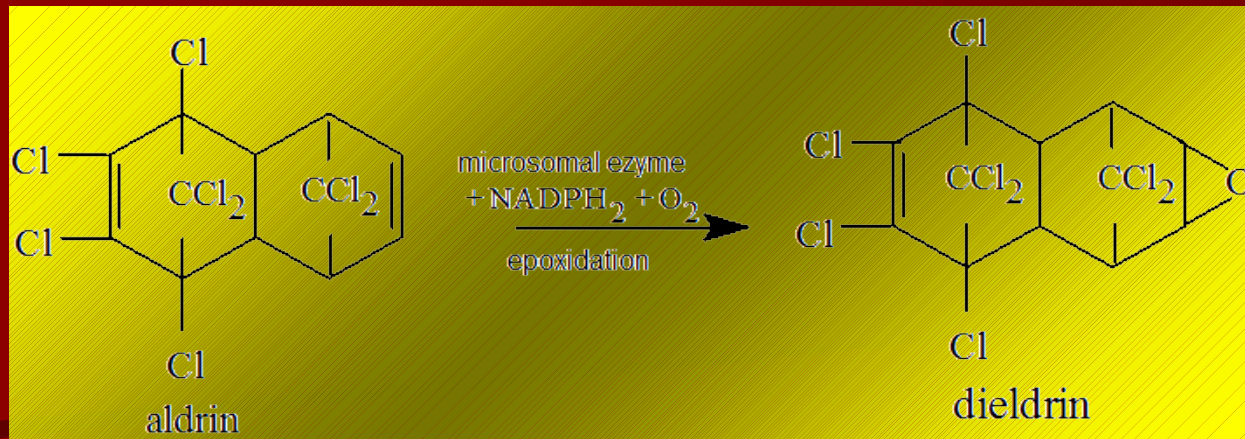 Cl
Cl
Cl
CCl2
CCl2
Cl
aldrin
microsomal ezyme
+ NADPH2 + O2
epoxidation
Cl
Cl
Cl
CCl2
CCl2
O
Cl
dieldrin